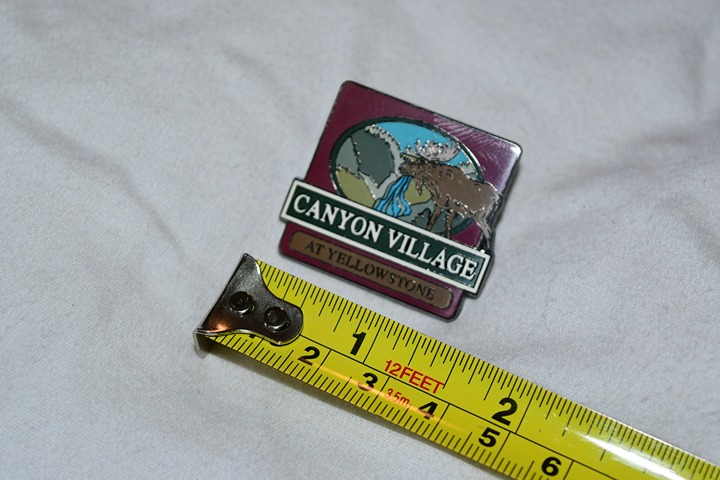 CANYON VILLAGE
AT YELLOWSTONE
1 12FEET 2
2 3 3.5m 4 5 6